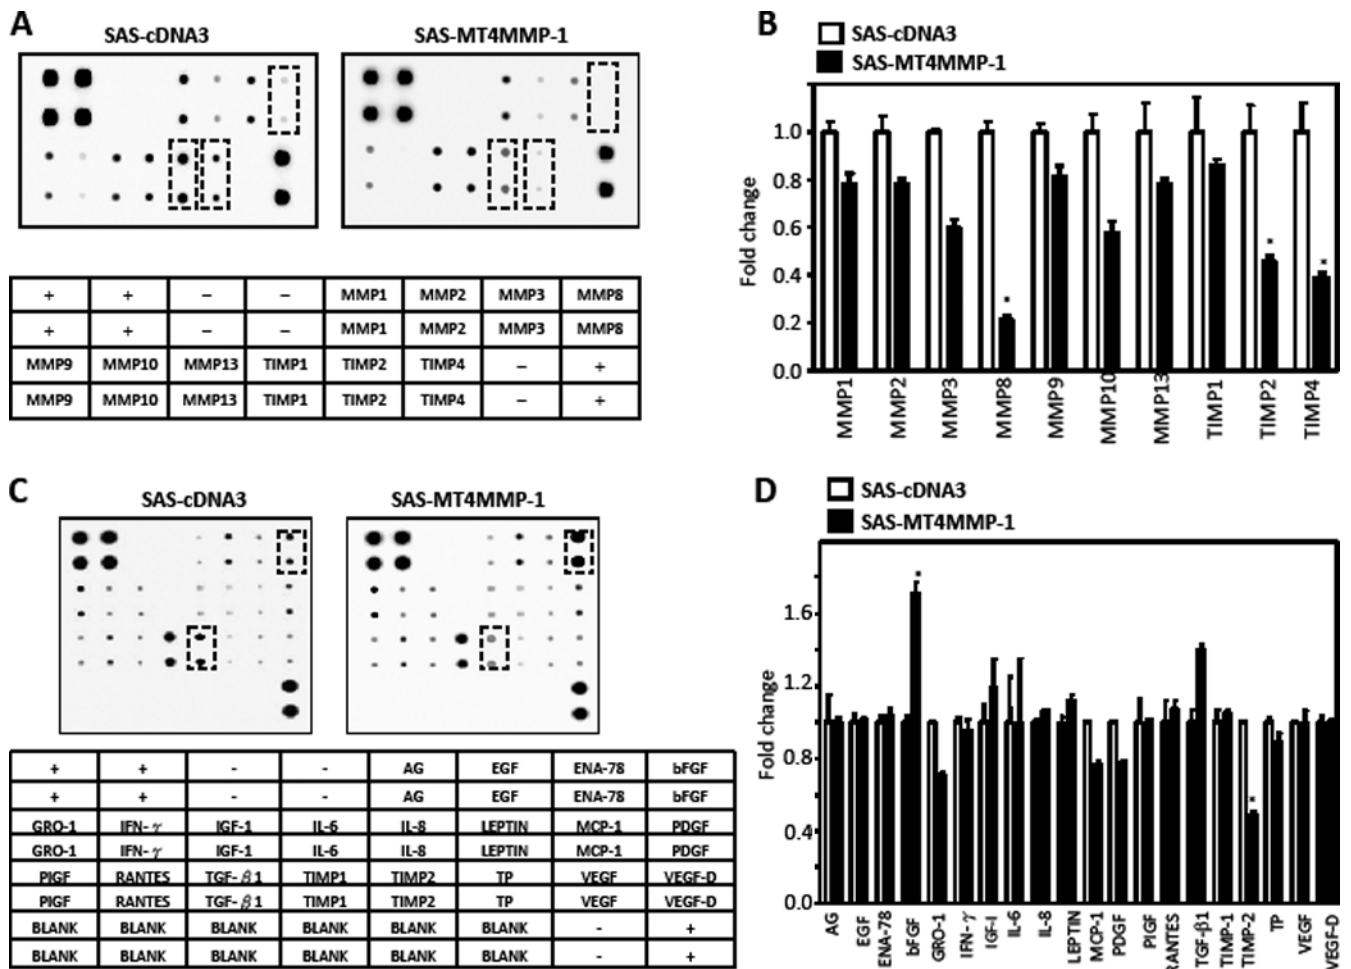 A
SAS-cDNA3
SAS-MT4MMP-1
+ + – – MMP1 MMP2 MMP3 MMP8
+ + – – MMP1 MMP2 MMP3 MMP8
MMP9 MMP10 MMP13 TIMP1 TIMP2 TIMP4 – +
MMP9 MMP10 MMP13 TIMP1 TIMP2 TIMP4 – +
B
SAS-cDNA3
SAS-MT4MMP-1
Fold change
1.0
0.8
0.6
0.4
0.2
0.0
* * *
MMP1 MMP2 MMP3 MMP8 MMP9 MMP10 MMP13 TIMP1 TIMP2 TIMP4
C
SAS-cDNA3
SAS-MT4MMP-1
+ + - - AG EGF ENA-78 bFGF
+ + - - AG EGF ENA-78 bFGF
GRO-1 IFN-γ IGF-1 IL-6 IL-8 LEPTIN MCP-1 PDGF
GRO-1 IFN-γ IGF-1 IL-6 IL-8 LEPTIN MCP-1 PDGF
PIGF RANTES TGF-β1 TIMP1 TIMP2 TP VEGF VEGF-D
PIGF RANTES TGF-β1 TIMP1 TIMP2 TP VEGF VEGF-D
BLANK BLANK BLANK BLANK BLANK BLANK - +
BLANK BLANK BLANK BLANK BLANK BLANK - +
D
SAS-cDNA3
SAS-MT4MMP-1
Fold change
1.6
1.2
0.8
0.4
0.0
* *
AG EGF ENA-78 bFGF GRO-1 IFN-γ IGF-I IL-6 IL-8 LEPTIN MCP-1 PDGF PIGF RANTES TGF-β1 TIMP-1 TIMP-2 TP VEGF VEGF-D